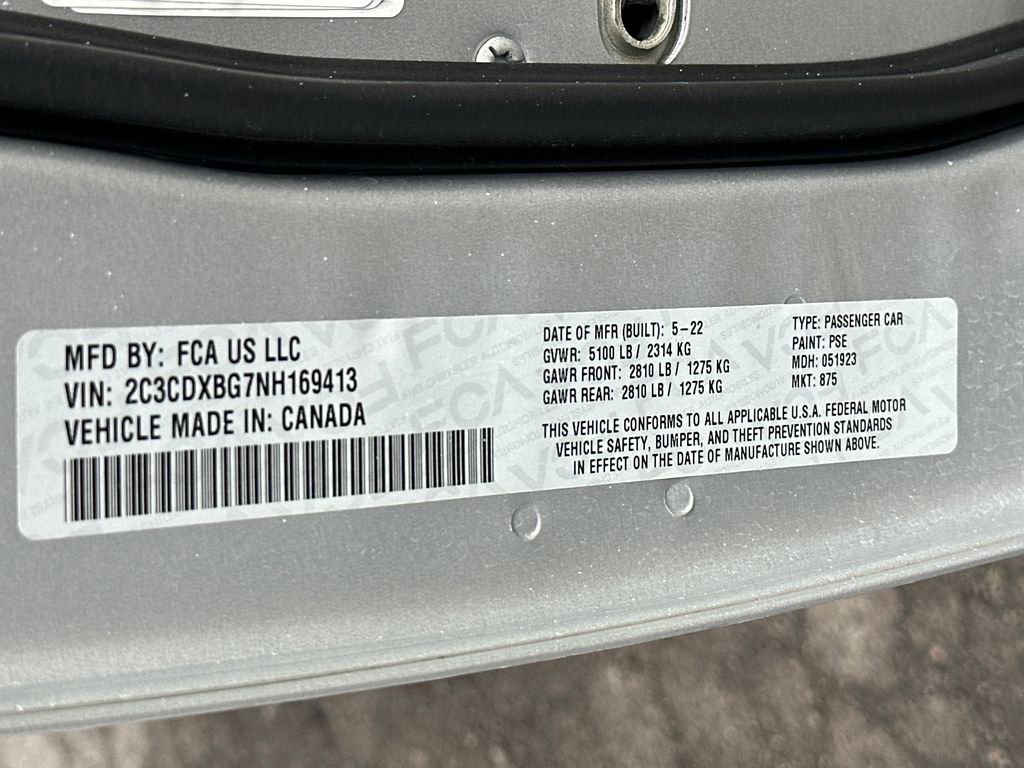 MFD BY: FCA US LLC
VIN: 2C3CDXBG7NH169413
VEHICLE MADE IN: CANADA
DATE OF MFR (BUILT): 5-22
GVWR: 5100 LB / 2314 KG
GAWR FRONT: 2810 LB / 1275 KG
GAWR REAR: 2810 LB / 1275 KG
TYPE: PASSENGER CAR
PAINT: PSE
MDH: 051923
MKT: 875
THIS VEHICLE CONFORMS TO ALL APPLICABLE U.S.A. FEDERAL MOTOR
VEHICLE SAFETY, BUMPER, AND THEFT PREVENTION STANDARDS
IN EFFECT ON THE DATE OF MANUFACTURE SHOWN ABOVE.